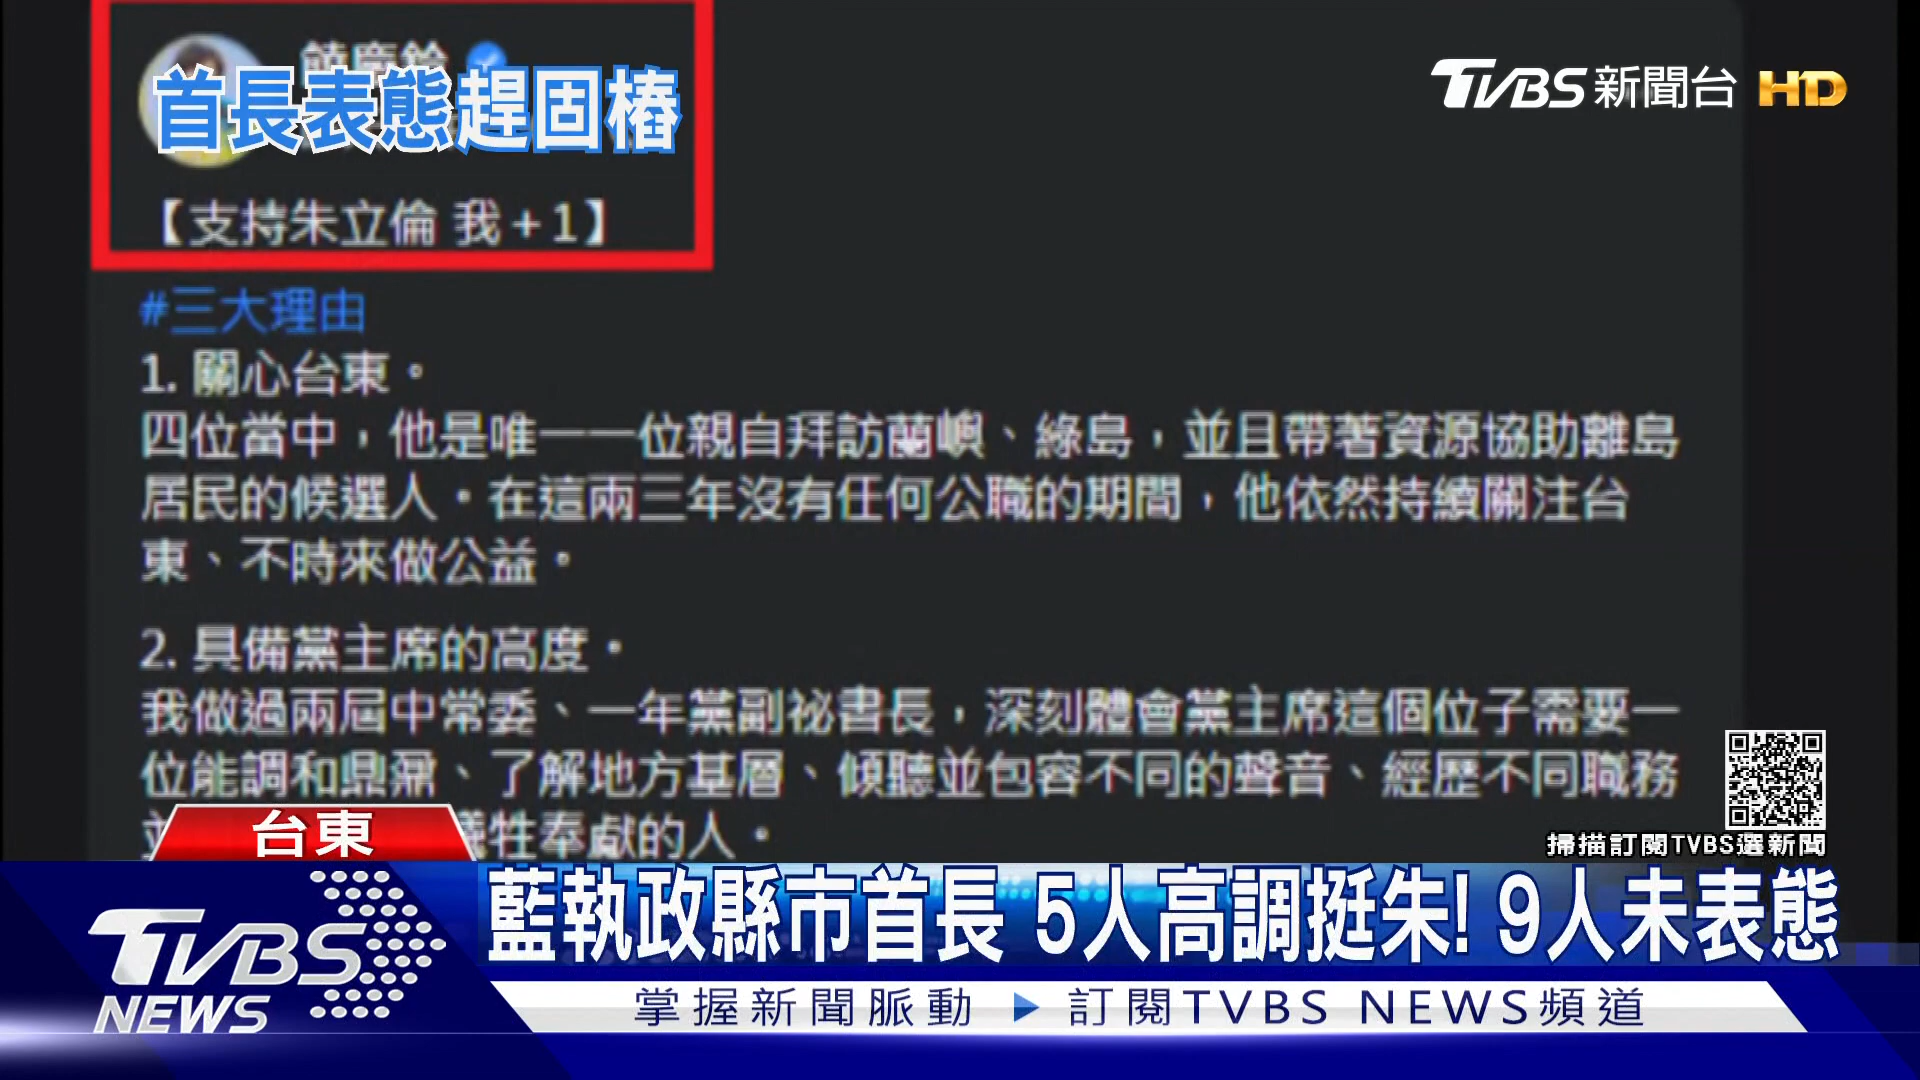 饒慶鈴
首長表態趕固樁
TVBS新聞台 HD
【支持朱立倫 我+1】
#三大理由
1. 關心台東。
四位當中，他是唯一一位親自拜訪蘭嶼、綠島，並且帶著資源協助離島
居民的候選人。在這兩三年沒有任何公職的期間，他依然持續關注台
東、不時來做公益。
2. 具備黨主席的高度。
我做過兩屆中常委、一年黨副祕書長，深刻體會黨主席這個位子需要一
位能調和鼎鼐、了解地方基層、傾聽並包容不同的聲音、經歷不同職務
犧牲奉獻的人。
掃描訂閱TVBS選新聞
台東
藍執政縣市首長 5人高調挺朱! 9人未表態
TVBS NEWS
掌握新聞脈動 ▶ 訂閱TVBS NEWS頻道